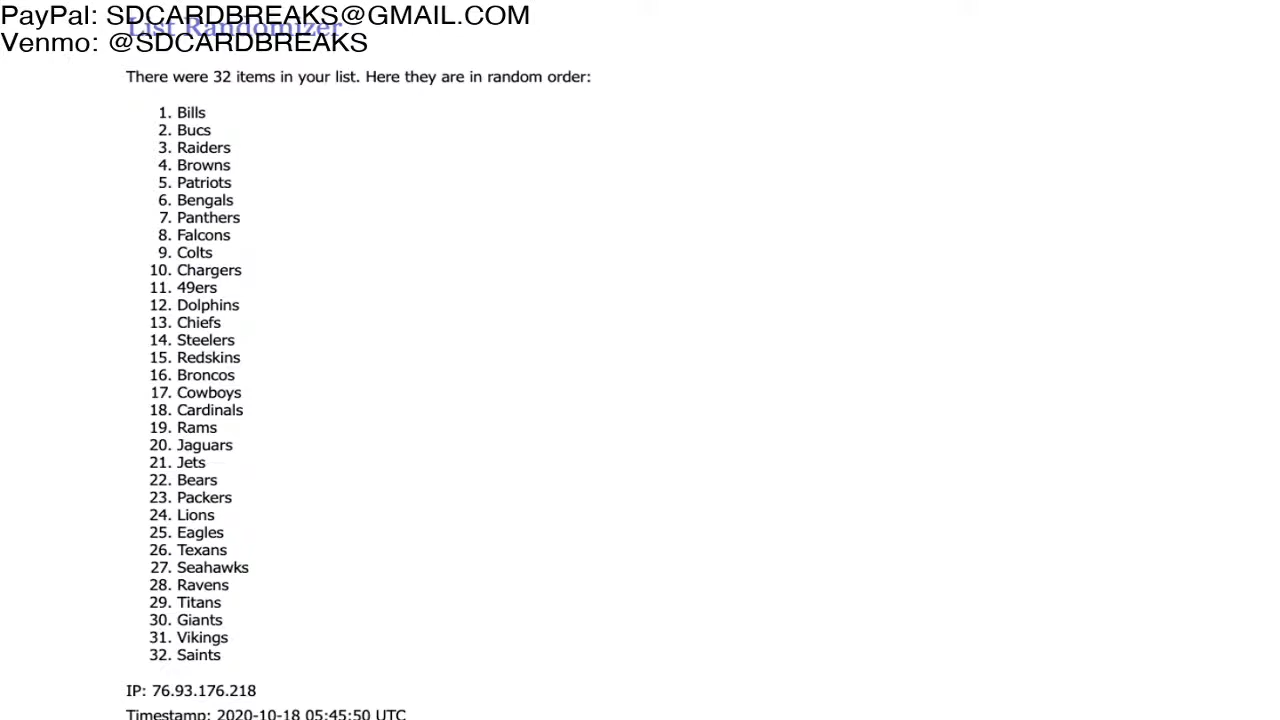 PayPal: SDCARDBREAKS@GMAIL.COM
List Randomizer
Venmo: @SDCARDBREAKS
There were 32 items in your list. Here they are in random order:
1. Bills
2. Bucs
3. Raiders
4. Browns
5. Patriots
6. Bengals
7. Panthers
8. Falcons
9. Colts
10. Chargers
11. 49ers
12. Dolphins
13. Chiefs
14. Steelers
15. Redskins
16. Broncos
17. Cowboys
18. Cardinals
19. Rams
20. Jaguars
21. Jets
22. Bears
23. Packers
24. Lions
25. Eagles
26. Texans
27. Seahawks
28. Ravens
29. Titans
30. Giants
31. Vikings
32. Saints
IP: 76.93.176.218
Timestamp: 2020-10-18 05:45:50 UTC